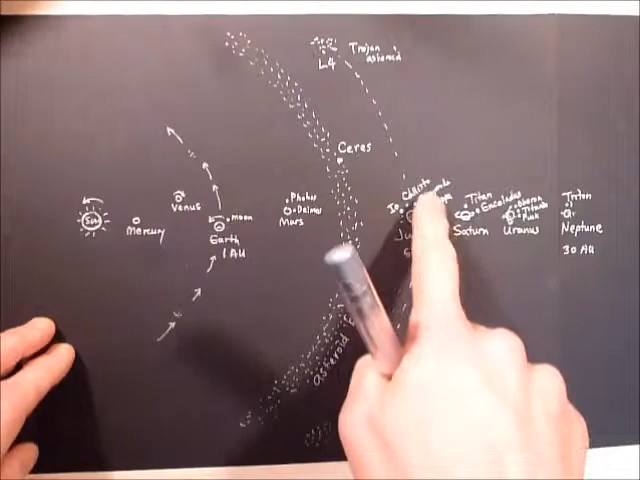 L4
Trojan
asteroid
Ceres
Callisto
Io
Sun
Mercury
Venus
moon
Earth
1 AU
Phobos
Deimos
Mars
Titan
Enceladus
Saturn
Oberon
Titania
Puck
Uranus
Triton
Neptune
30 AU
asteroid